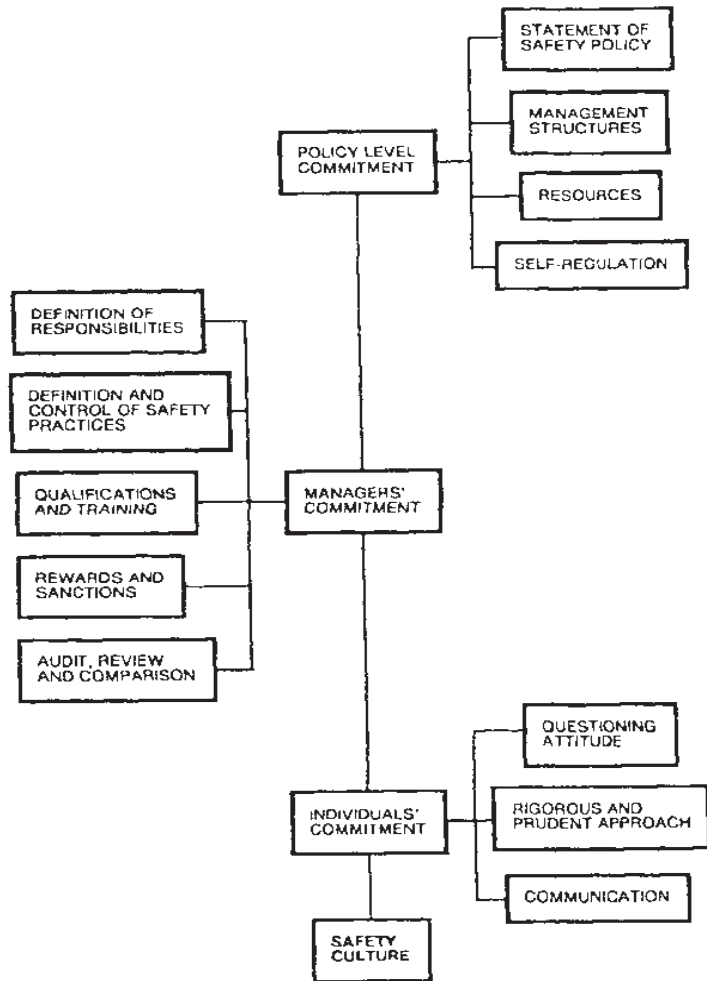 STATEMENT OF
SAFETY POLICY
MANAGEMENT
STRUCTURES
POLICY LEVEL
COMMITMENT
RESOURCES
SELF-REGULATION
DEFINITION OF
RESPONSIBILITIES
DEFINITION AND
CONTROL OF SAFETY
PRACTICES
QUALIFICATIONS
AND TRAINING
MANAGERS'
COMMITMENT
REWARDS AND
SANCTIONS
AUDIT, REVIEW
AND COMPARISON
QUESTIONING
ATTITUDE
INDIVIDUALS'
COMMITMENT
RIGOROUS AND
PRUDENT APPROACH
COMMUNICATION
SAFETY
CULTURE